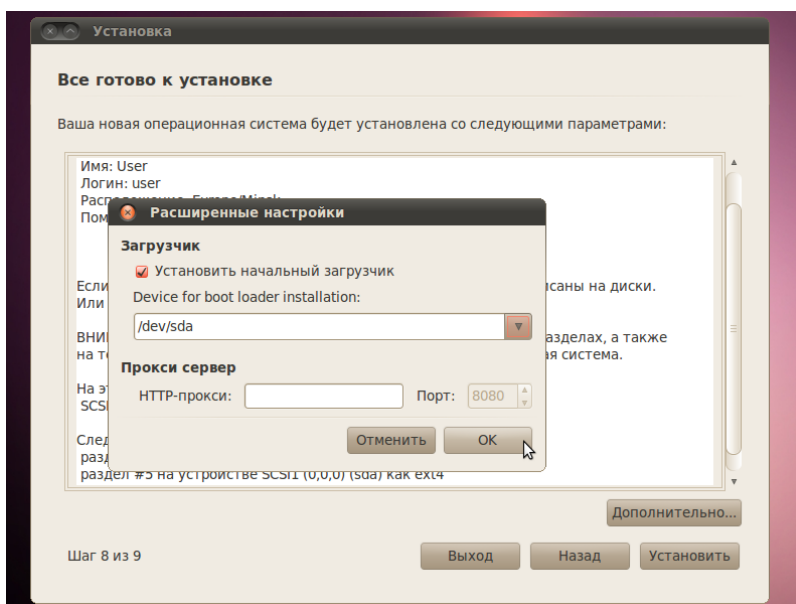 Установка
Все готово к установке
Ваша новая операционная система будет установлена со следующими параметрами:
Имя: User
Логин: user
Расширенные настройки
Загрузчик
Установить начальный загрузчик
Device for boot loader installation:
/dev/sda
Прокси сервер
HTTP-прокси:
Порт: 8080
Отменить
OK
Если
исаны на диски.
Или
ВНИ
азделах, а также
на т
ая система.
На э
SCSI
След
разд
раздел #5 на устройстве SCSI1 (0,0,0) (sda) как ext4
Дополнительно...
Шаг 8 из 9
Выход
Назад
Установить